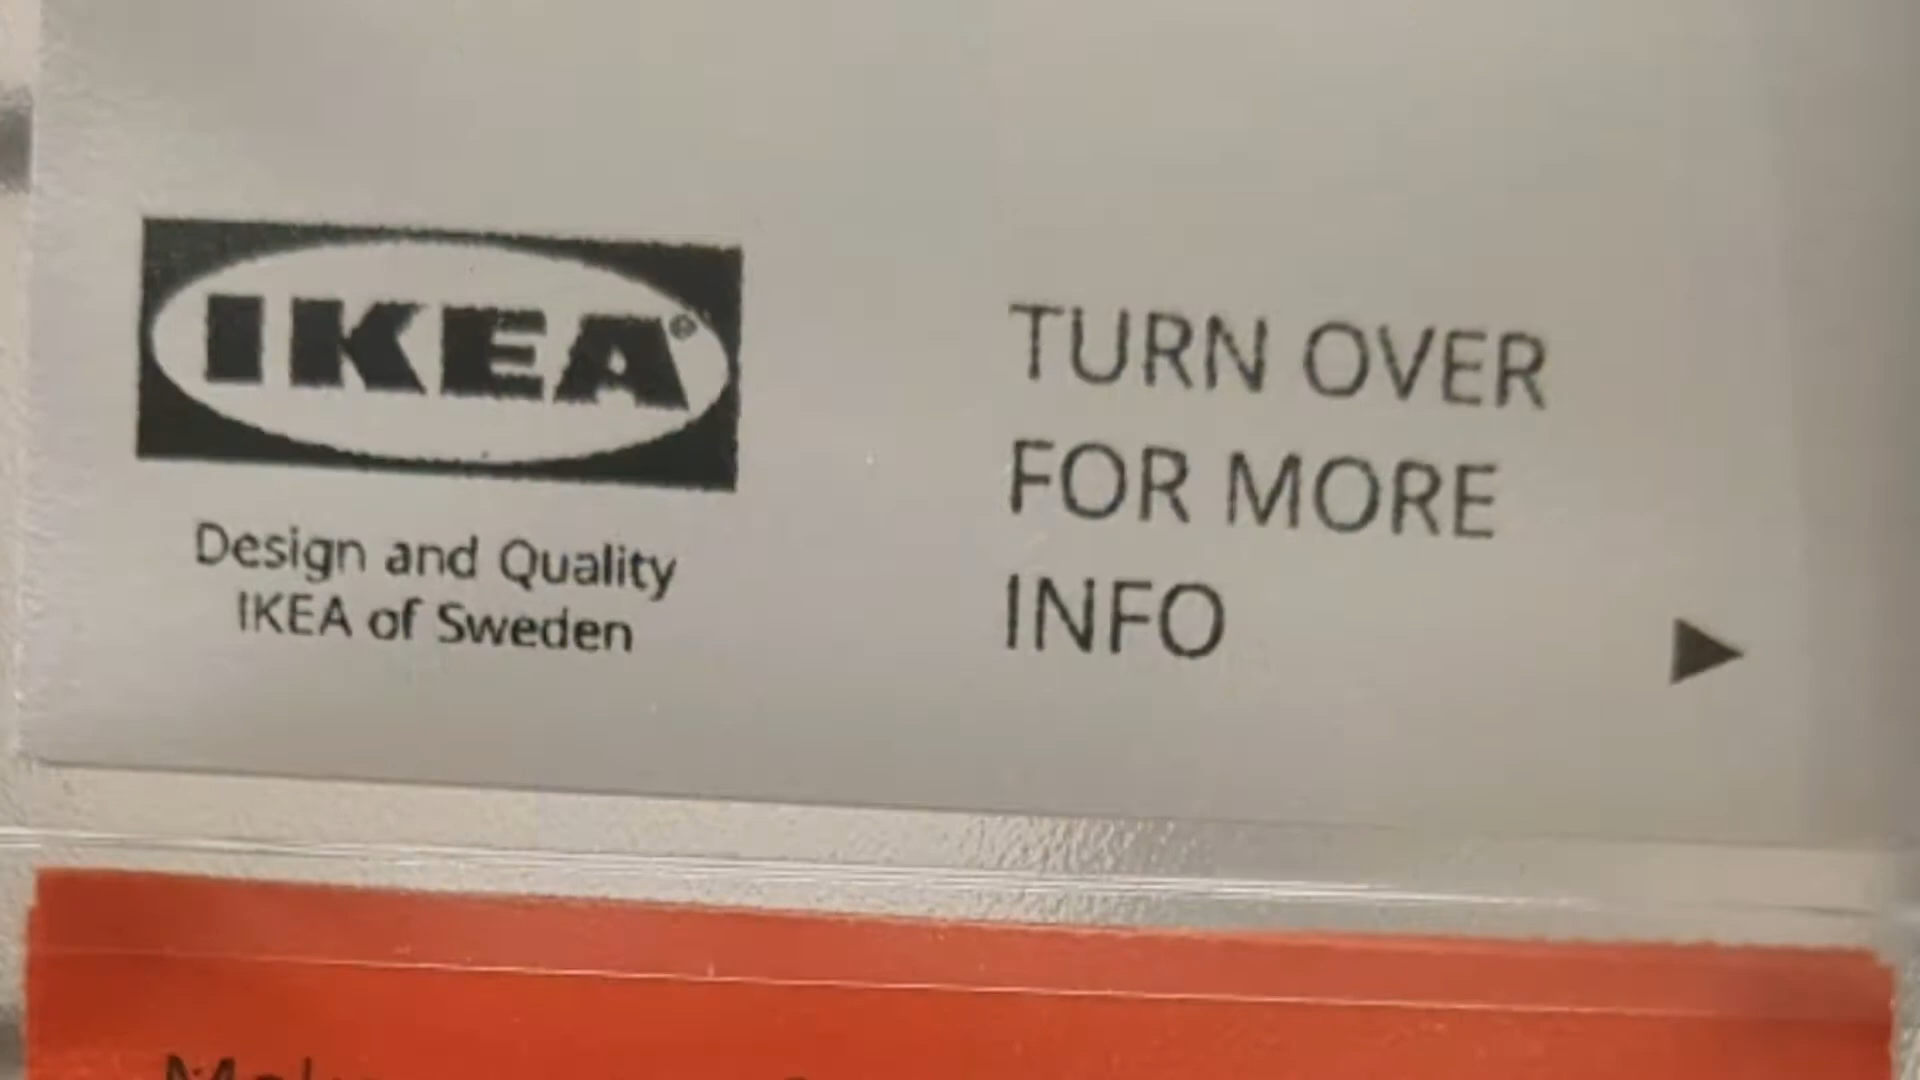 IKEA®
Design and Quality
IKEA of Sweden
TURN OVER
FOR MORE
INFO